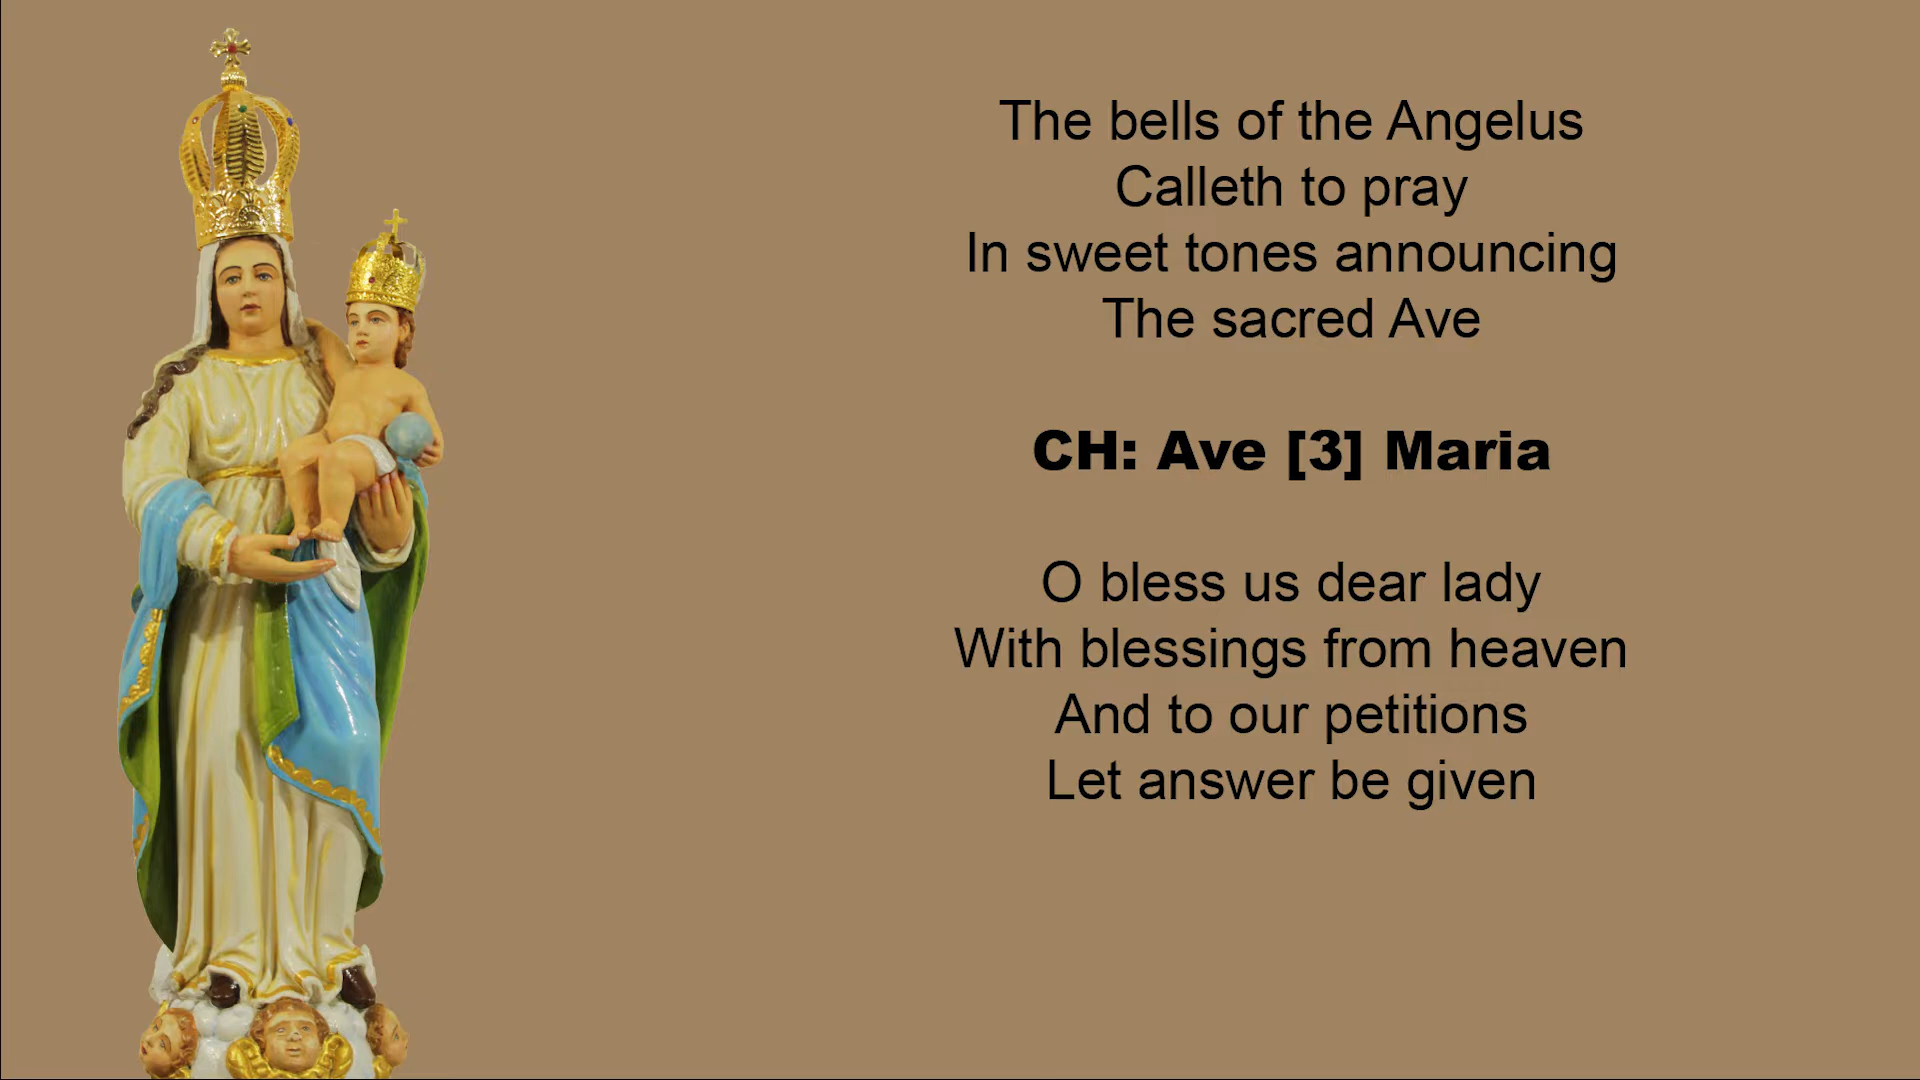 The bells of the Angelus
Calleth to pray
In sweet tones announcing
The sacred Ave
CH: Ave [3] Maria
O bless us dear lady
With blessings from heaven
And to our petitions
Let answer be given